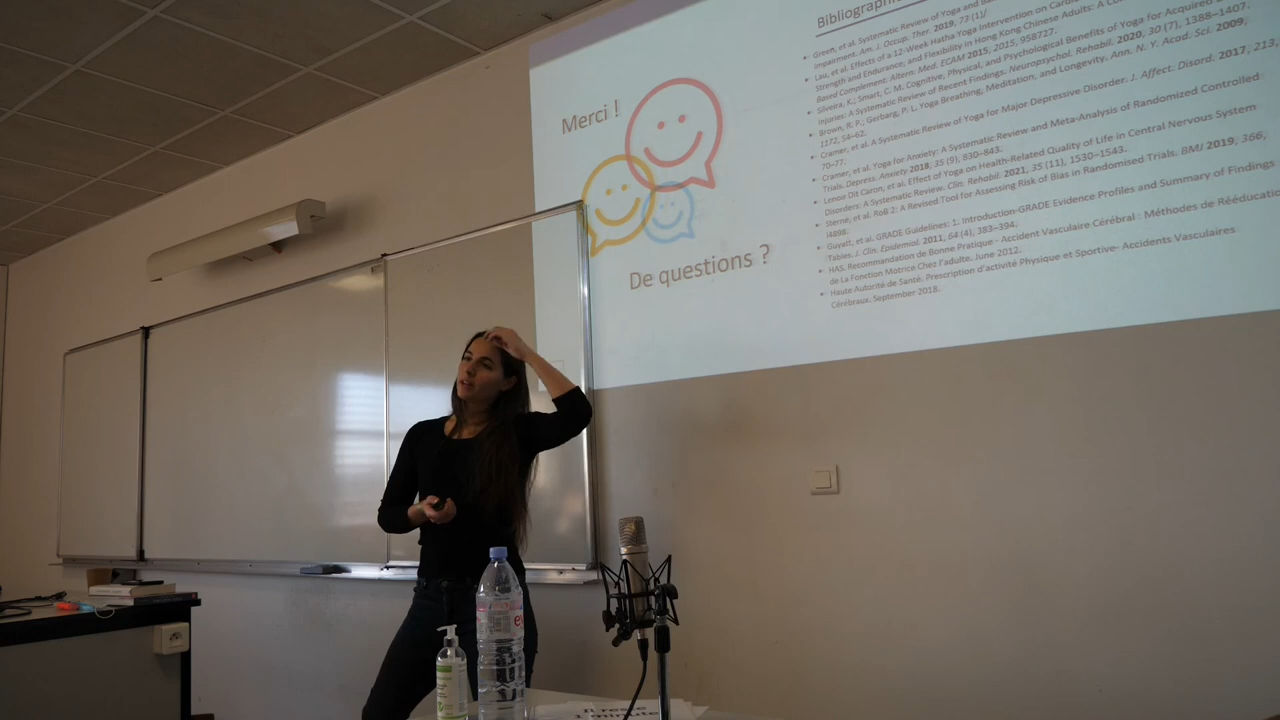 Merci !
De questions ?
Bibliographie
Green, et al. Systematic Review of Yoga and
Impairment. Am. J. Occup. Ther. 2019, 73 (1)/
Lau, et al. Effects of a 12-Week Hatha Yoga Intervention on
Strength and Endurance, and Flexibility in Hong Kong Chinese Adults: A
Based Complement. Altern. Med. ECAM 2015, 2015, 958727.
Silveira, K.; Smart, C. M. Cognitive, Physical, and Psychological Benefits of Yoga for Acquired
Injuries: A Systematic Review of Recent Findings. Neuropsychol. Rehabil. 2020, 30 (7), 1388–1407.
Brown, R. P.; Gerbarg, P. L. Yoga Breathing, Meditation, and Longevity. Ann. N. Y. Acad. Sci. 2009,
1172, 54–62.
Cramer, et al. A Systematic Review of Yoga for Major Depressive Disorder. J. Affect. Disord. 2017, 213,
70–77.
Cramer, et al. Yoga for Anxiety: A Systematic Review and Meta-Analysis of Randomized Controlled
Trials. Depress. Anxiety 2018, 35 (9), 830–843.
Lenoir Dit Caron, et al. Effect of Yoga on Health-Related Quality of Life in Central Nervous System
Disorders: A Systematic Review. Clin. Rehabil. 2021, 35 (11), 1530–1543.
Sterne, et al. RoB 2: A Revised Tool for Assessing Risk of Bias in Randomised Trials. BMJ 2019, 366,
l4898.
Guyatt, et al. GRADE Guidelines: 1. Introduction-GRADE Evidence Profiles and Summary of Findings
Tables. J. Clin. Epidemiol. 2011, 64 (4), 383–394.
HAS. Recommandation de Bonne Pratique - Accident Vasculaire Cérébral : Méthodes de
de La Fonction Motrice Chez l'adulte. June 2012.
Haute Autorité de Santé. Prescription d'activité Physique et Sportive- Accidents Vasculaires
Cérébraux. September 2018.
Il reste
1 minute